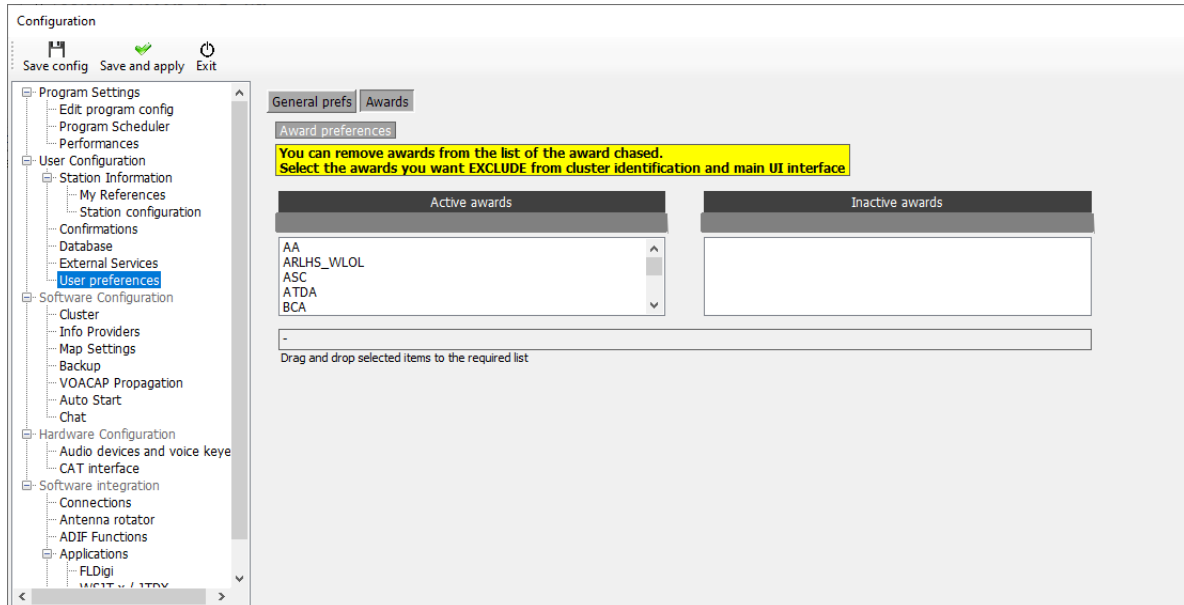 Configuration
Save config Save and apply Exit
Program Settings
Edit program config
Program Scheduler
Performances
User Configuration
Station Information
My References
Station configuration
Confirmations
Database
External Services
User preferences
Software Configuration
Cluster
Info Providers
Map Settings
Backup
VOACAP Propagation
Auto Start
Chat
Hardware Configuration
Audio devices and voice keye
CAT interface
Software integration
Connections
Antenna rotator
ADIF Functions
Applications
FLDigi
WSJT-x / JTDX
General prefs Awards
Award preferences
You can remove awards from the list of the award chased.
Select the awards you want EXCLUDE from cluster identification and main UI interface
Active awards
AA
ARLHS_WLOL
ASC
ATDA
BCA
Inactive awards
-
Drag and drop selected items to the required list